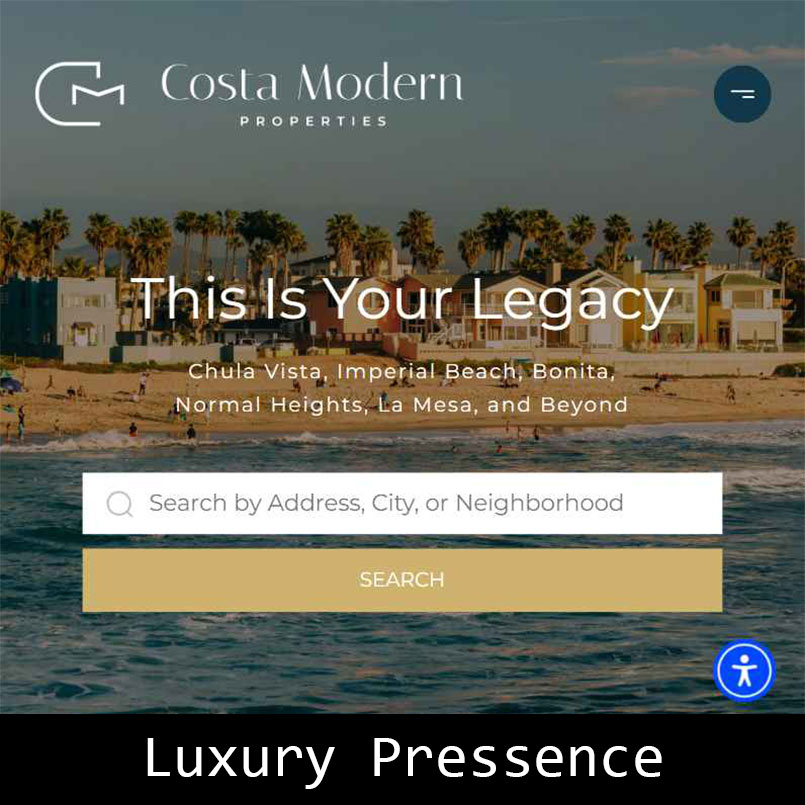 Costa Modern
PROPERTIES
This Is Your Legacy
Chula Vista, Imperial Beach, Bonita,
Normal Heights, La Mesa, and Beyond
Search by Address, City, or Neighborhood
SEARCH
Luxury Pressence